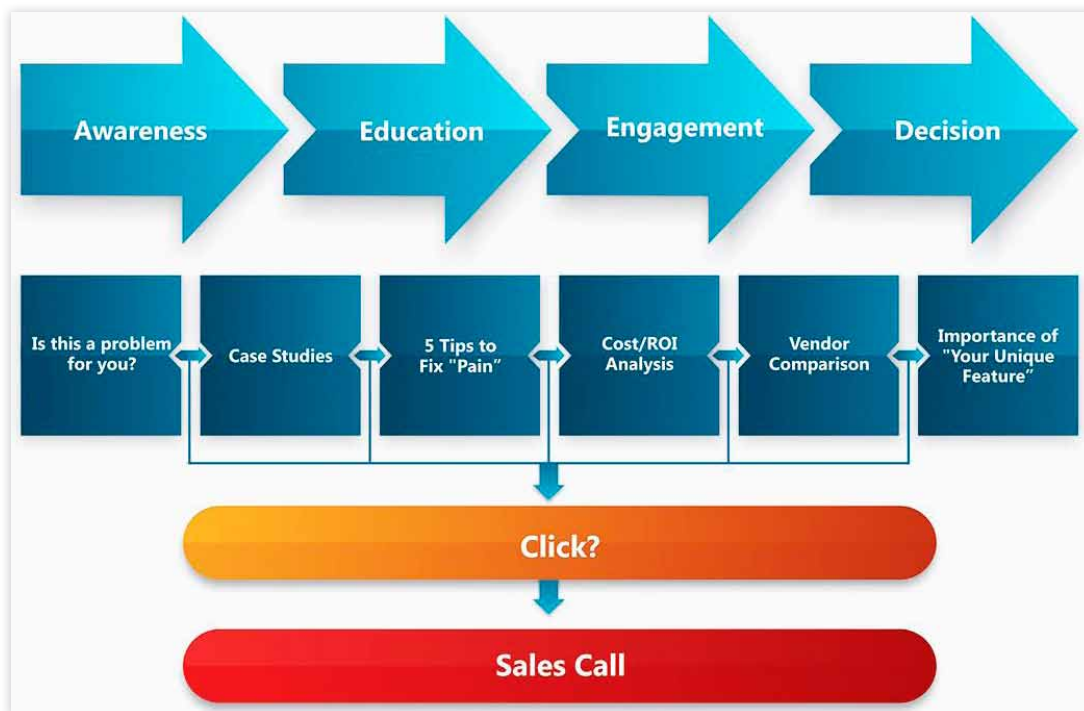 Awareness
Education
Engagement
Decision
Is this a problem
for you?
Case Studies
5 Tips to
Fix "Pain”
Cost/ROI
Analysis
Vendor
Comparison
Importance of
"Your Unique
Feature”
Click?
Sales Call